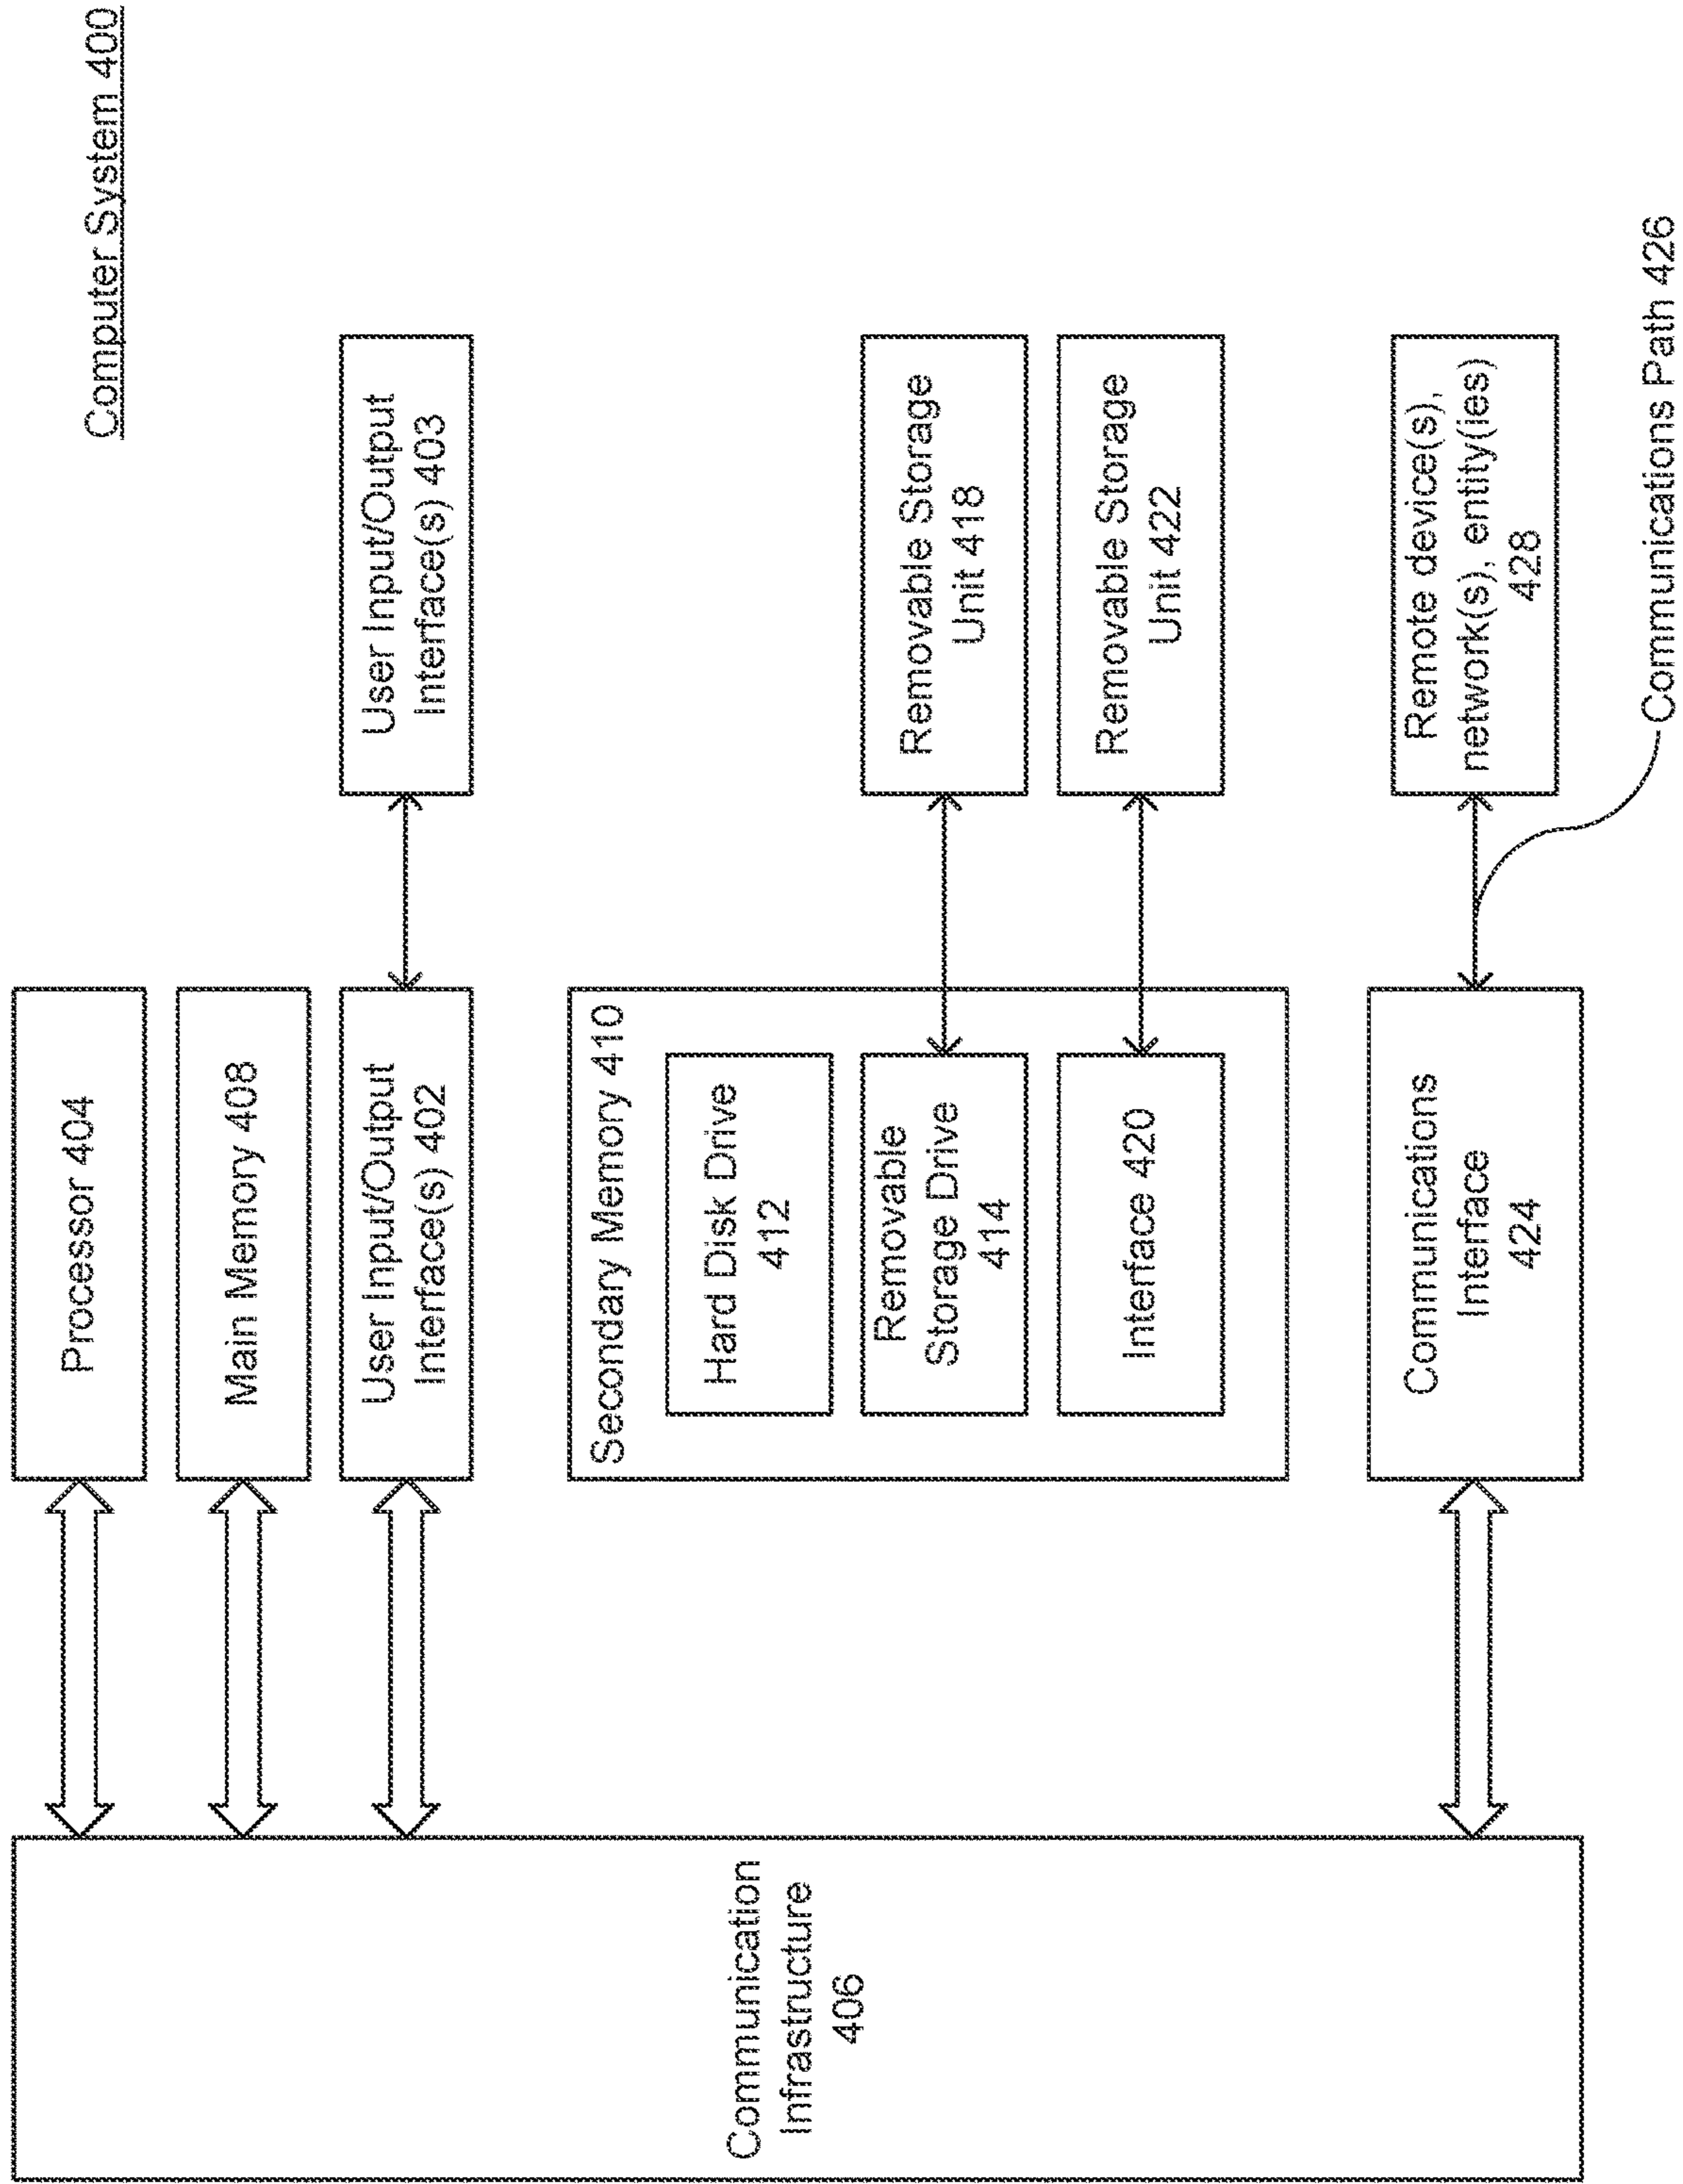 Computer System 400
Processor 404
Main Memory 408
User Input/Output
Interface(s) 402
User Input/Output
Interface(s) 403
Communication
Infrastructure
406
Secondary Memory 410
Hard Disk Drive
412
Removable
Storage Drive
414
Removable Storage
Unit 418
Interface 420
Removable Storage
Unit 422
Communications
Interface
424
Remote device(s),
network(s), entity(ies)
428
Communications Path 426